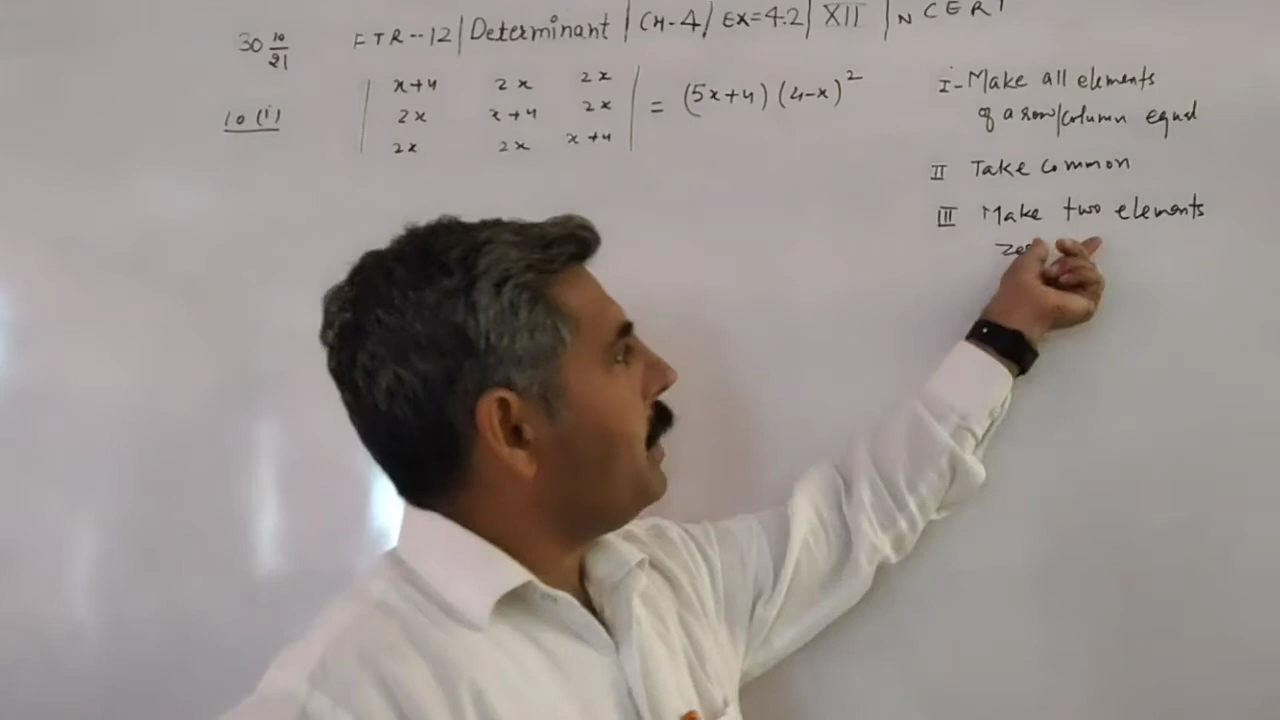 30 10/21 FTR--12 | Determinant | CH-4 / EX=4.2 | XII | NCERT
10 (i)
| x+4 2x 2x |
| 2x x+4 2x | = (5x+4) (4-x)²
| 2x 2x x+4 |
I- Make all elements
of a row/column equal
II Take Common
III Make two elements